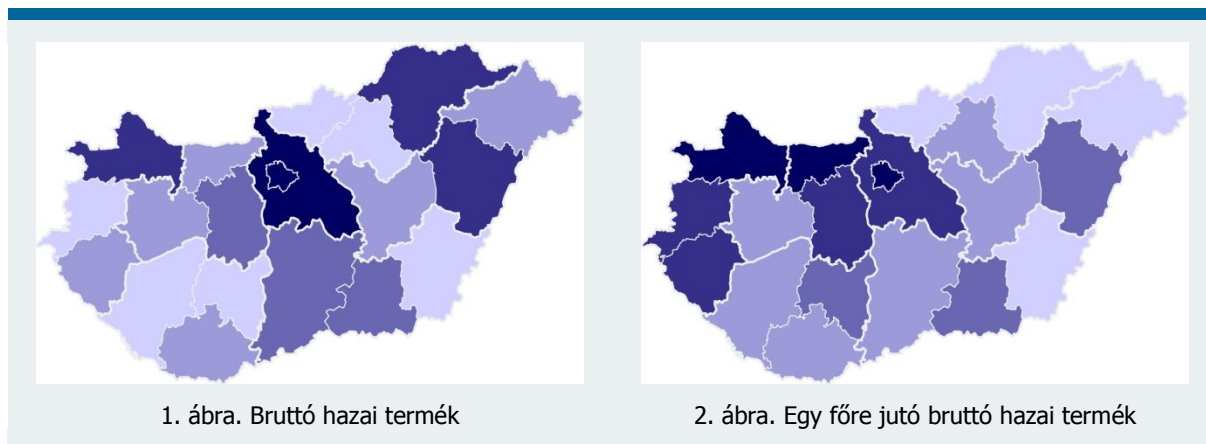 1. ábra. Bruttó hazai termék
2. ábra. Egy főre jutó bruttó hazai termék